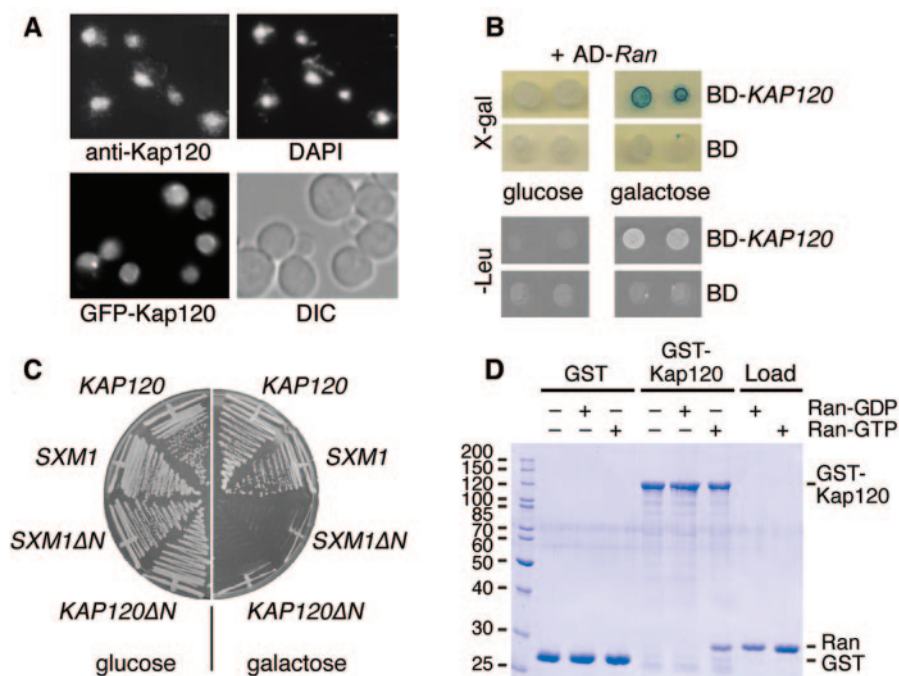 A
anti-Kap120 DAPI
GFP-Kap120 DIC
B
+ AD-Ran
X-gal
BD-KAP120
BD
glucose galactose
-Leu
BD-KAP120
BD
C
KAP120 KAP120
SXM1 SXM1
SXM1ΔN SXM1ΔN
KAP120ΔN KAP120ΔN
glucose galactose
D
GST GST-Kap120 Load
– + – – + – + Ran-GDP
– – + – – + + Ran-GTP
200
150
120
100
85
70
60
50
40
30
25
GST-
Kap120
Ran
GST